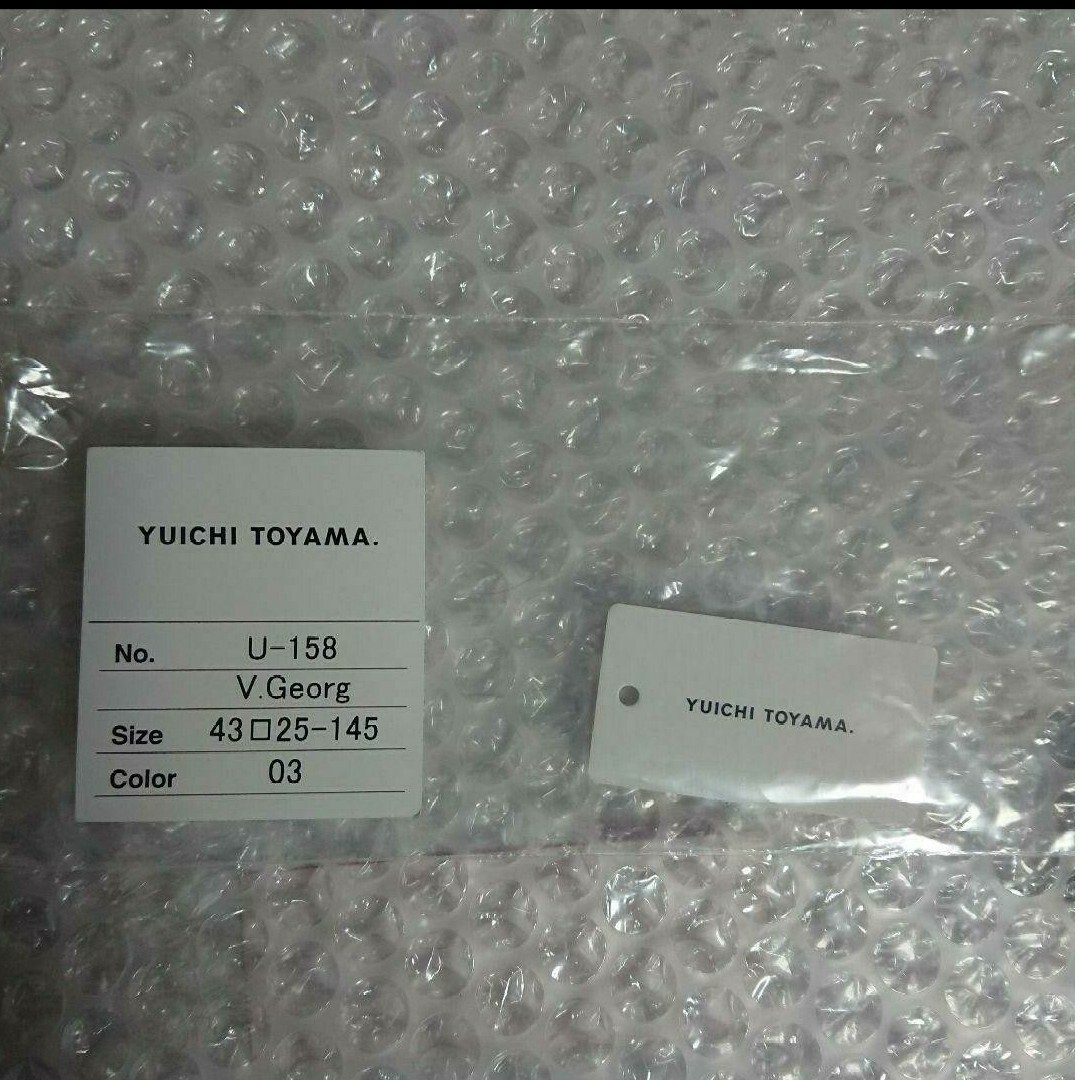 YUICHI TOYAMA.
No. U-158
V.Georg
Size 43□25-145
Color 03
YUICHI TOYAMA.